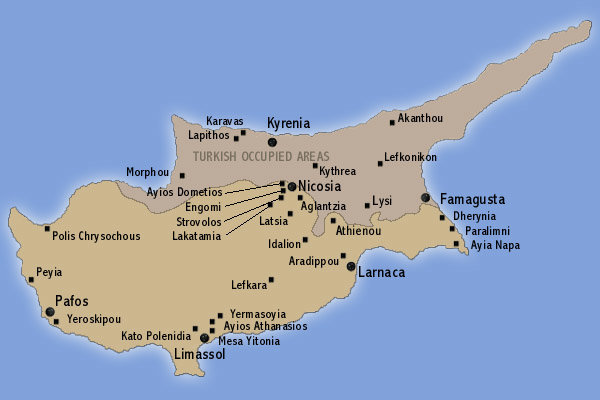 Karavas
Akanthou
Kyrenia
Lapithos
TURKISH OCCUPIED AREAS
Lefkonikon
Morphou
Kythrea
Ayios Dometios
Nicosia
Engomi
Aglantzia
Lysi
Famagusta
Strovolos
Latsia
Dherynia
Lakatamia
Athienou
Paralimni
Polis Chrysochous
Idalion
Ayia Napa
Aradippou
Peyia
Larnaca
Lefkara
Pafos
Yeroskipou
Yermasoyia
Ayios Athanasios
Kato Polenidia
Mesa Yitonia
Limassol